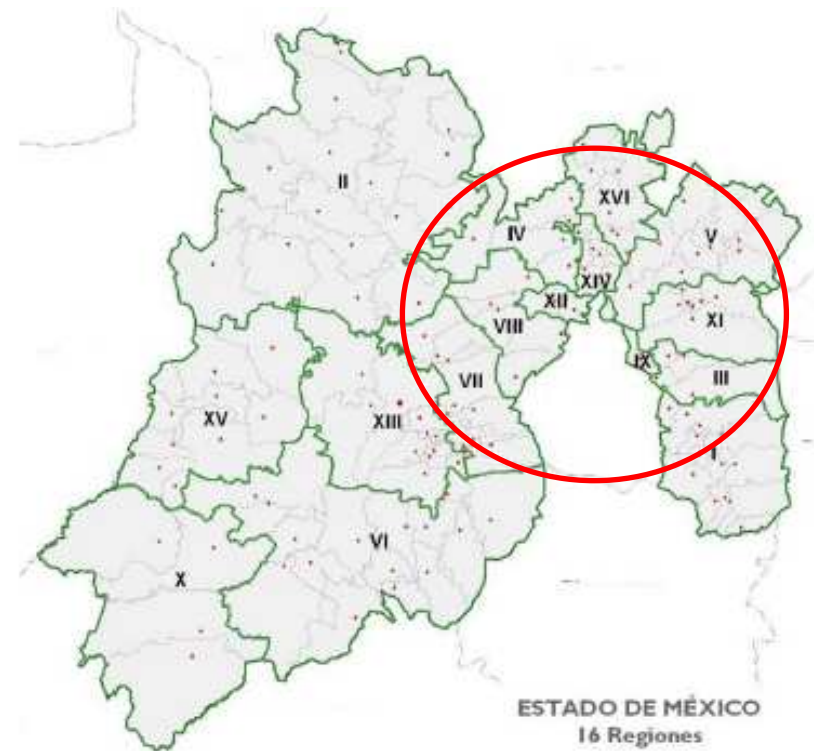 II
XVI
IV
V
XIV
XII
XI
VIII
IX
VII
III
XV
XIII
I
VI
X
ESTADO DE MÉXICO
16 Regiones